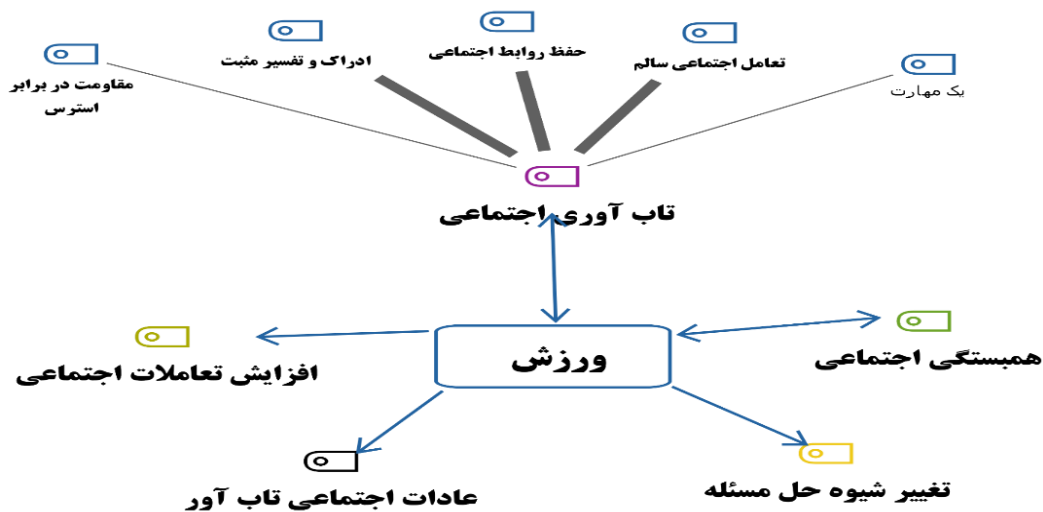 حفظ روابط اجتماعی
تعامل اجتماعی سالم
ادراک و تفسیر مثبت
یک مهارت
مقاومت در برابر
استرس
تاب آوری اجتماعی
ورزش
همبستگی اجتماعی
افزایش تعاملات اجتماعی
تغییر شیوه حل مسئله
عادات اجتماعی تاب آور